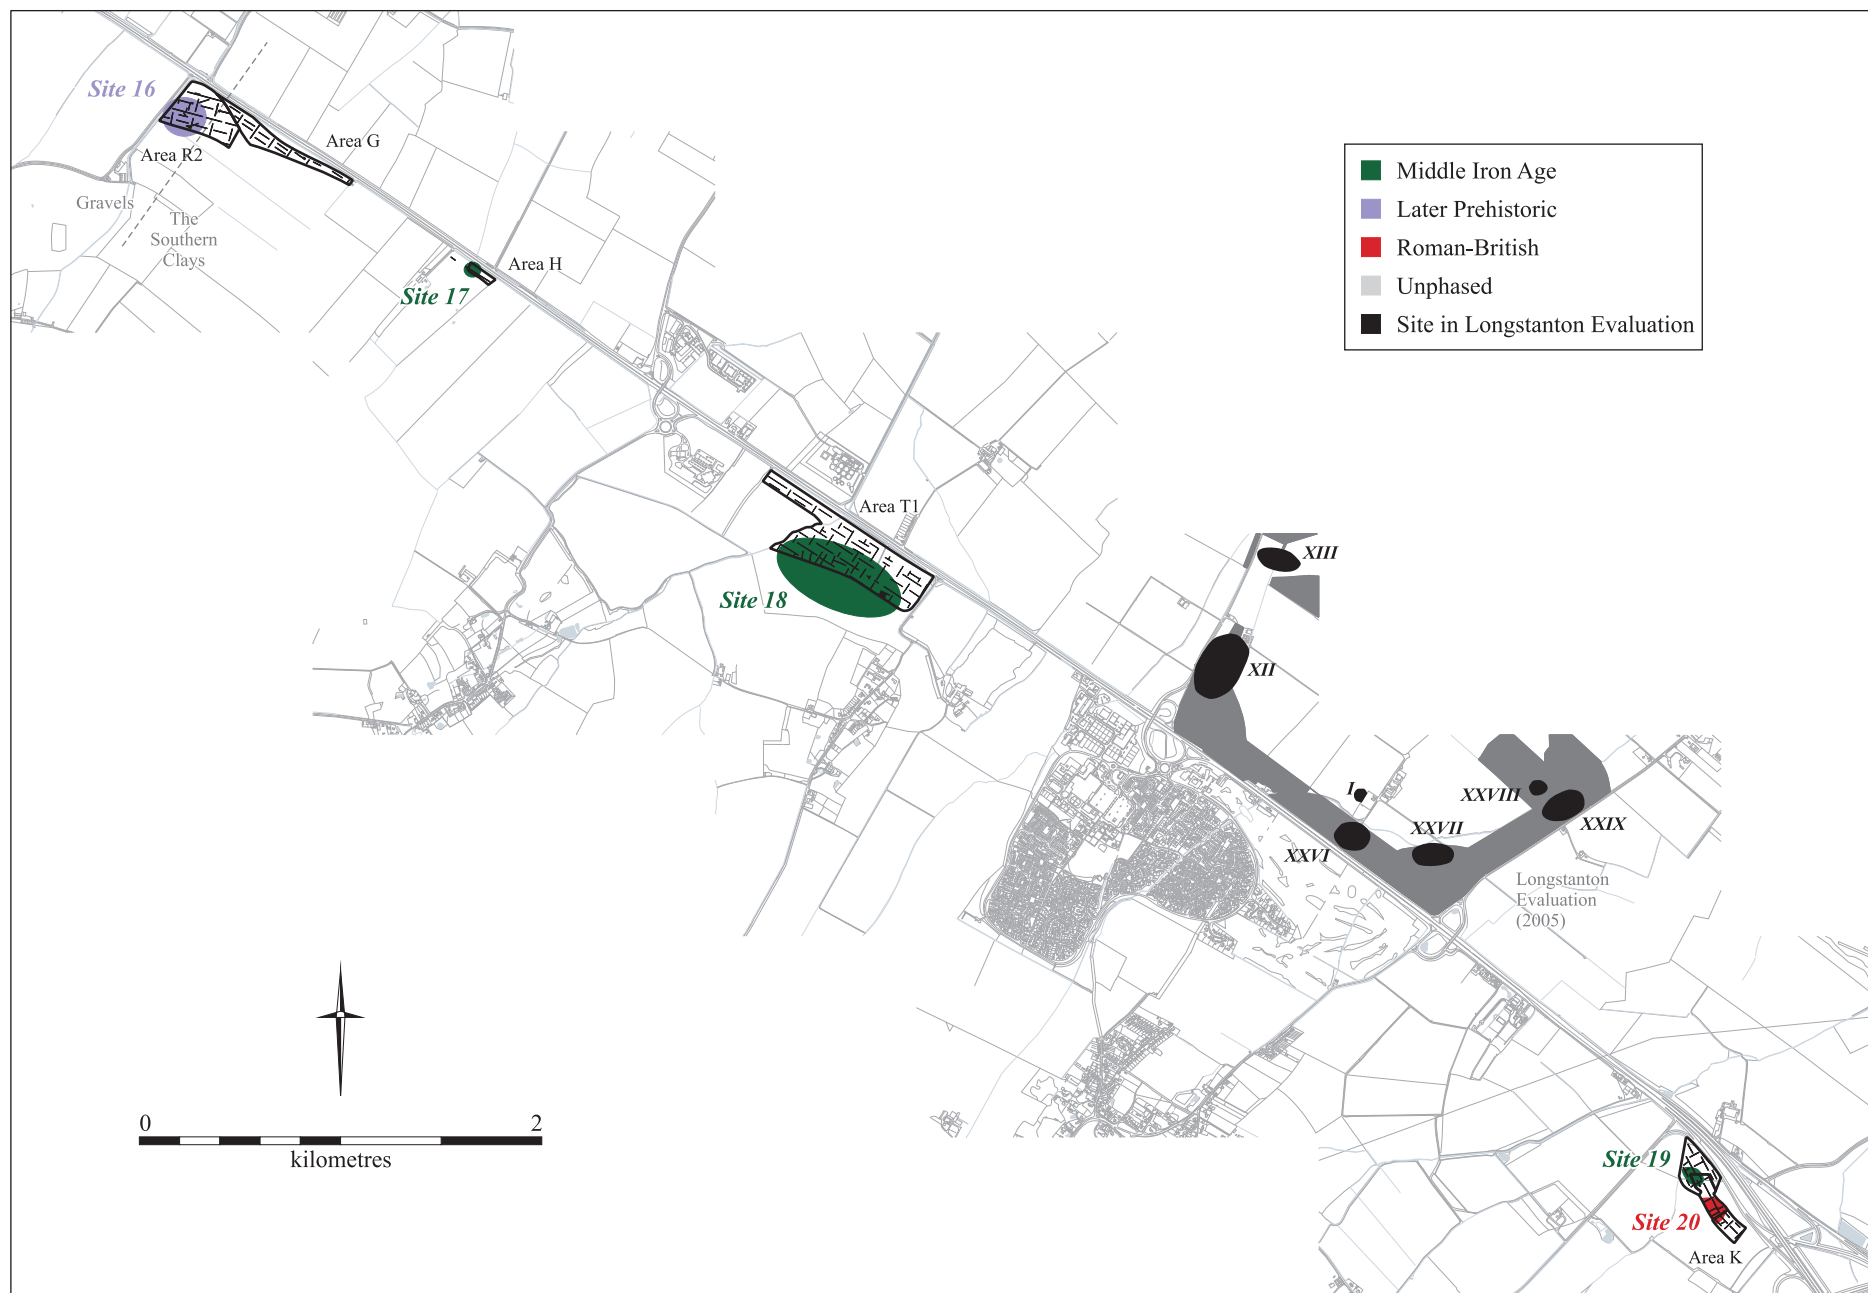 Site 16
Area G
Area R2
Gravels
The
Southern
Clays
Area H
Site 17
Middle Iron Age
Later Prehistoric
Roman-British
Unphased
Site in Longstanton Evaluation
Area T1
Site 18
XIII
XII
I
XXVIII
XXVII
XXIX
XXVI
Longstanton
Evaluation
(2005)
0 2
kilometres
Site 19
Site 20
Area K